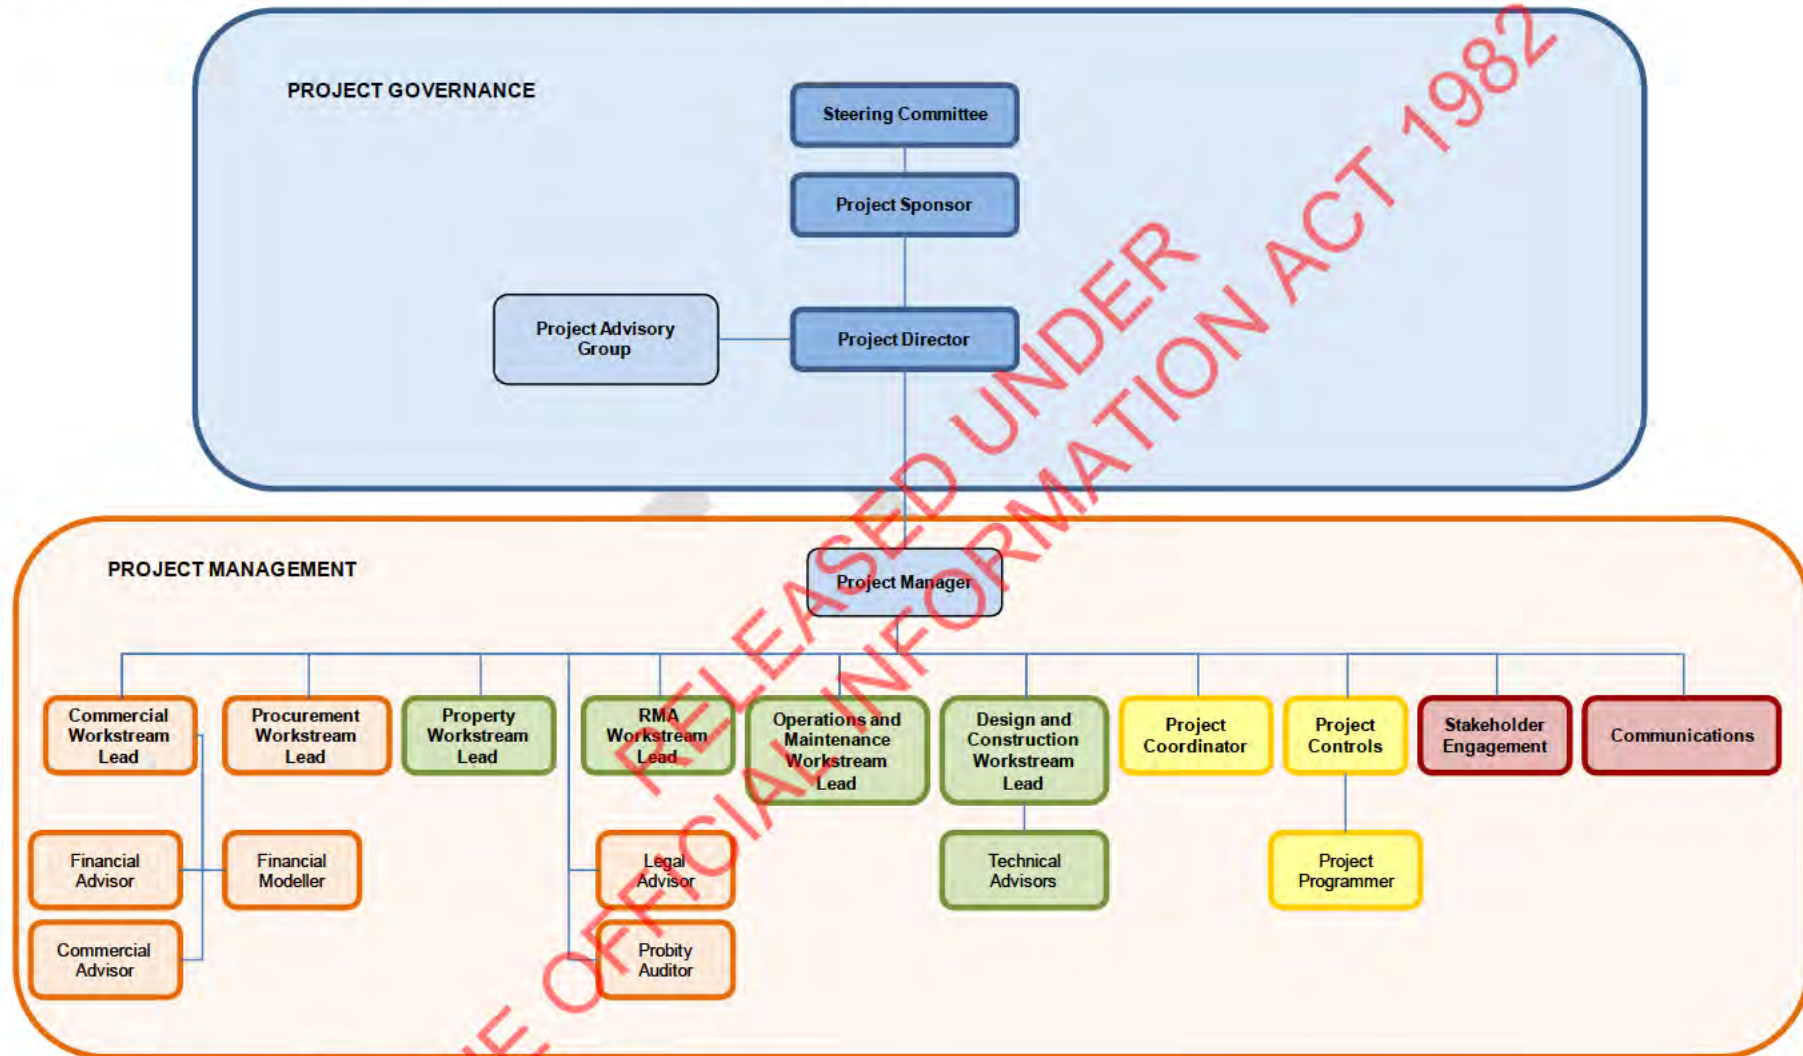 PROJECT GOVERNANCE
Steering Committee
Project Sponsor
Project Advisory
Group
Project Director
PROJECT MANAGEMENT
Project Manager
Commercial
Workstream
Lead
Procurement
Workstream
Lead
Property
Workstream
Lead
RMA
Workstream
Lead
Operations and
Maintenance
Workstream
Lead
Design and
Construction
Workstream
Lead
Project
Coordinator
Project
Controls
Stakeholder
Engagement
Communications
Financial
Advisor
Financial
Modeller
Legal
Advisor
Technical
Advisors
Project
Programmer
Commercial
Advisor
Probity
Auditor
RELEASED UNDER
OFFICIAL INFORMATION ACT 1982